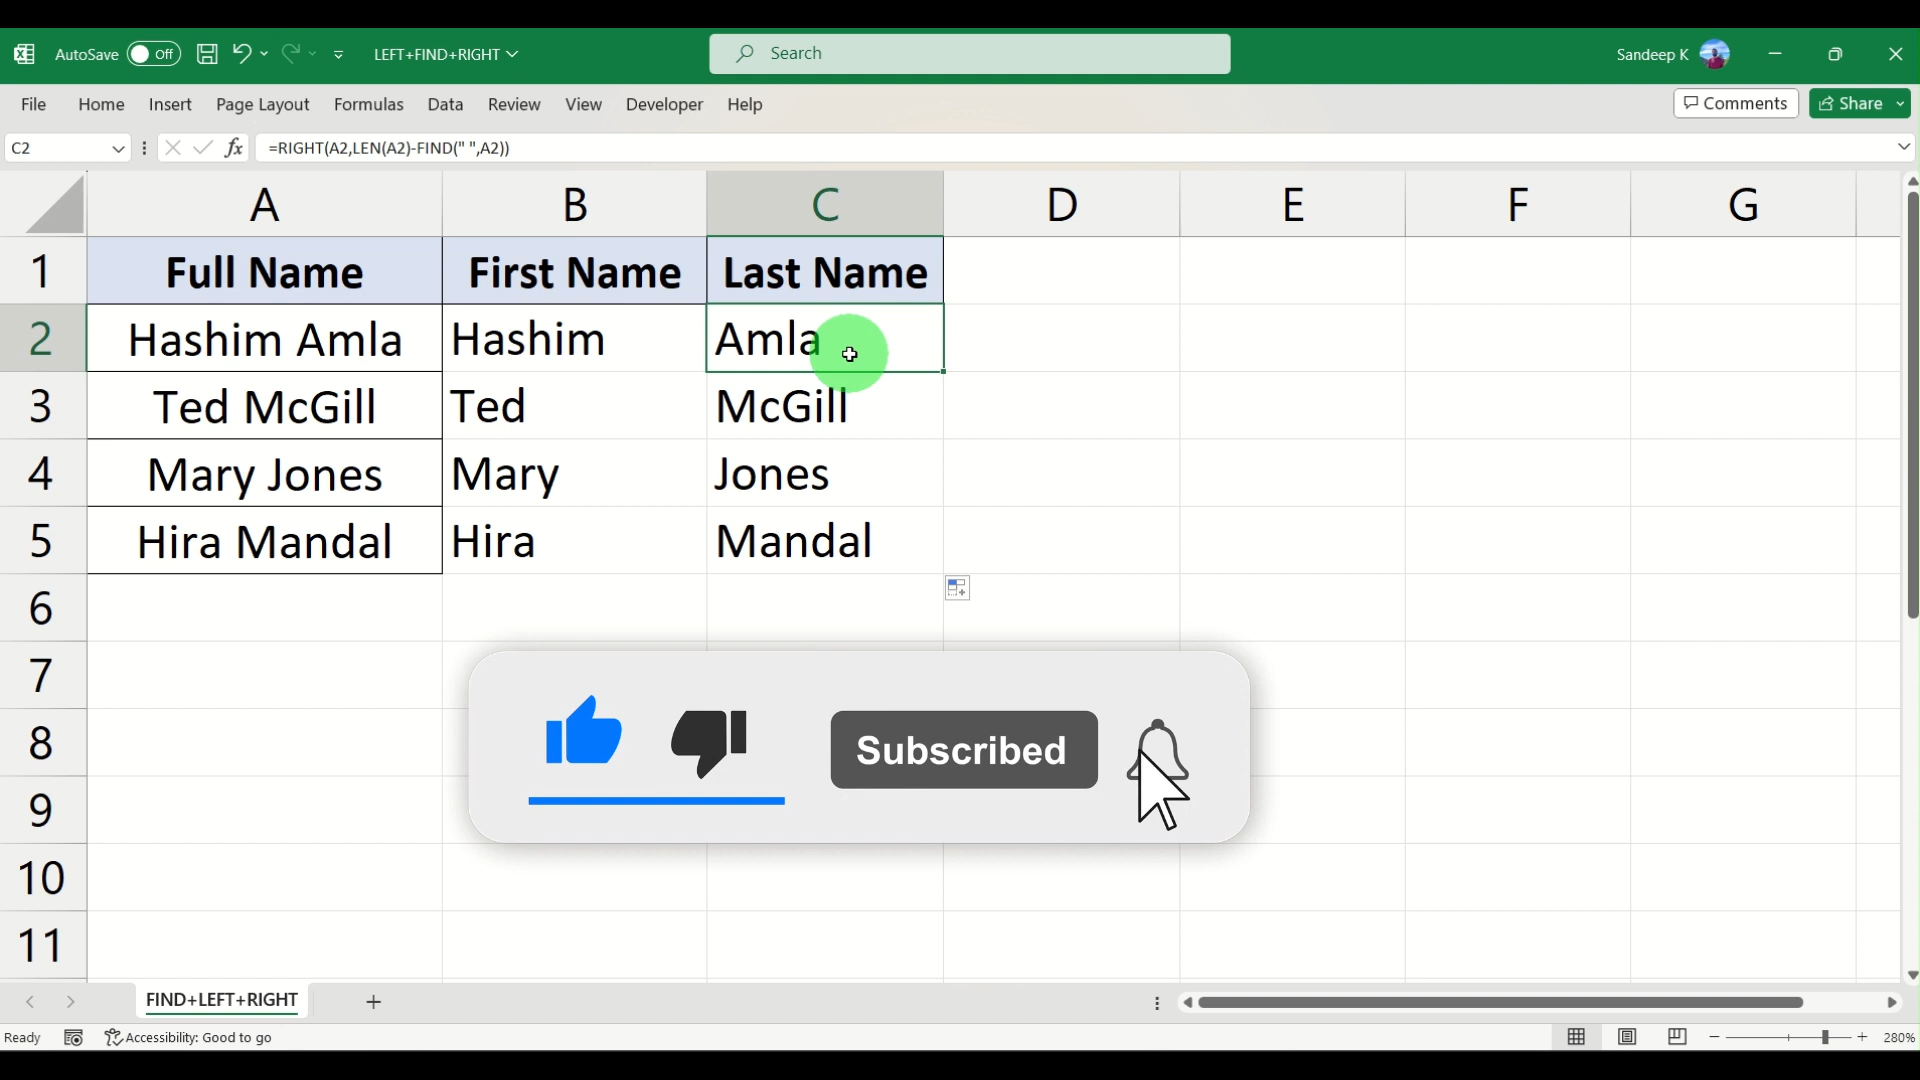 AutoSave Off LEFT+FIND+RIGHT Search Sandeep K
File Home Insert Page Layout Formulas Data Review View Developer Help Comments Share
C2 fx =RIGHT(A2,LEN(A2)-FIND(" ",A2))
A B C D E F G
1 Full Name First Name Last Name
2 Hashim Amla Hashim Amla
3 Ted McGill Ted McGill
4 Mary Jones Mary Jones
5 Hira Mandal Hira Mandal
6
7
8 Subscribed
9
10
11
FIND+LEFT+RIGHT
Ready Accessibility: Good to go 280%